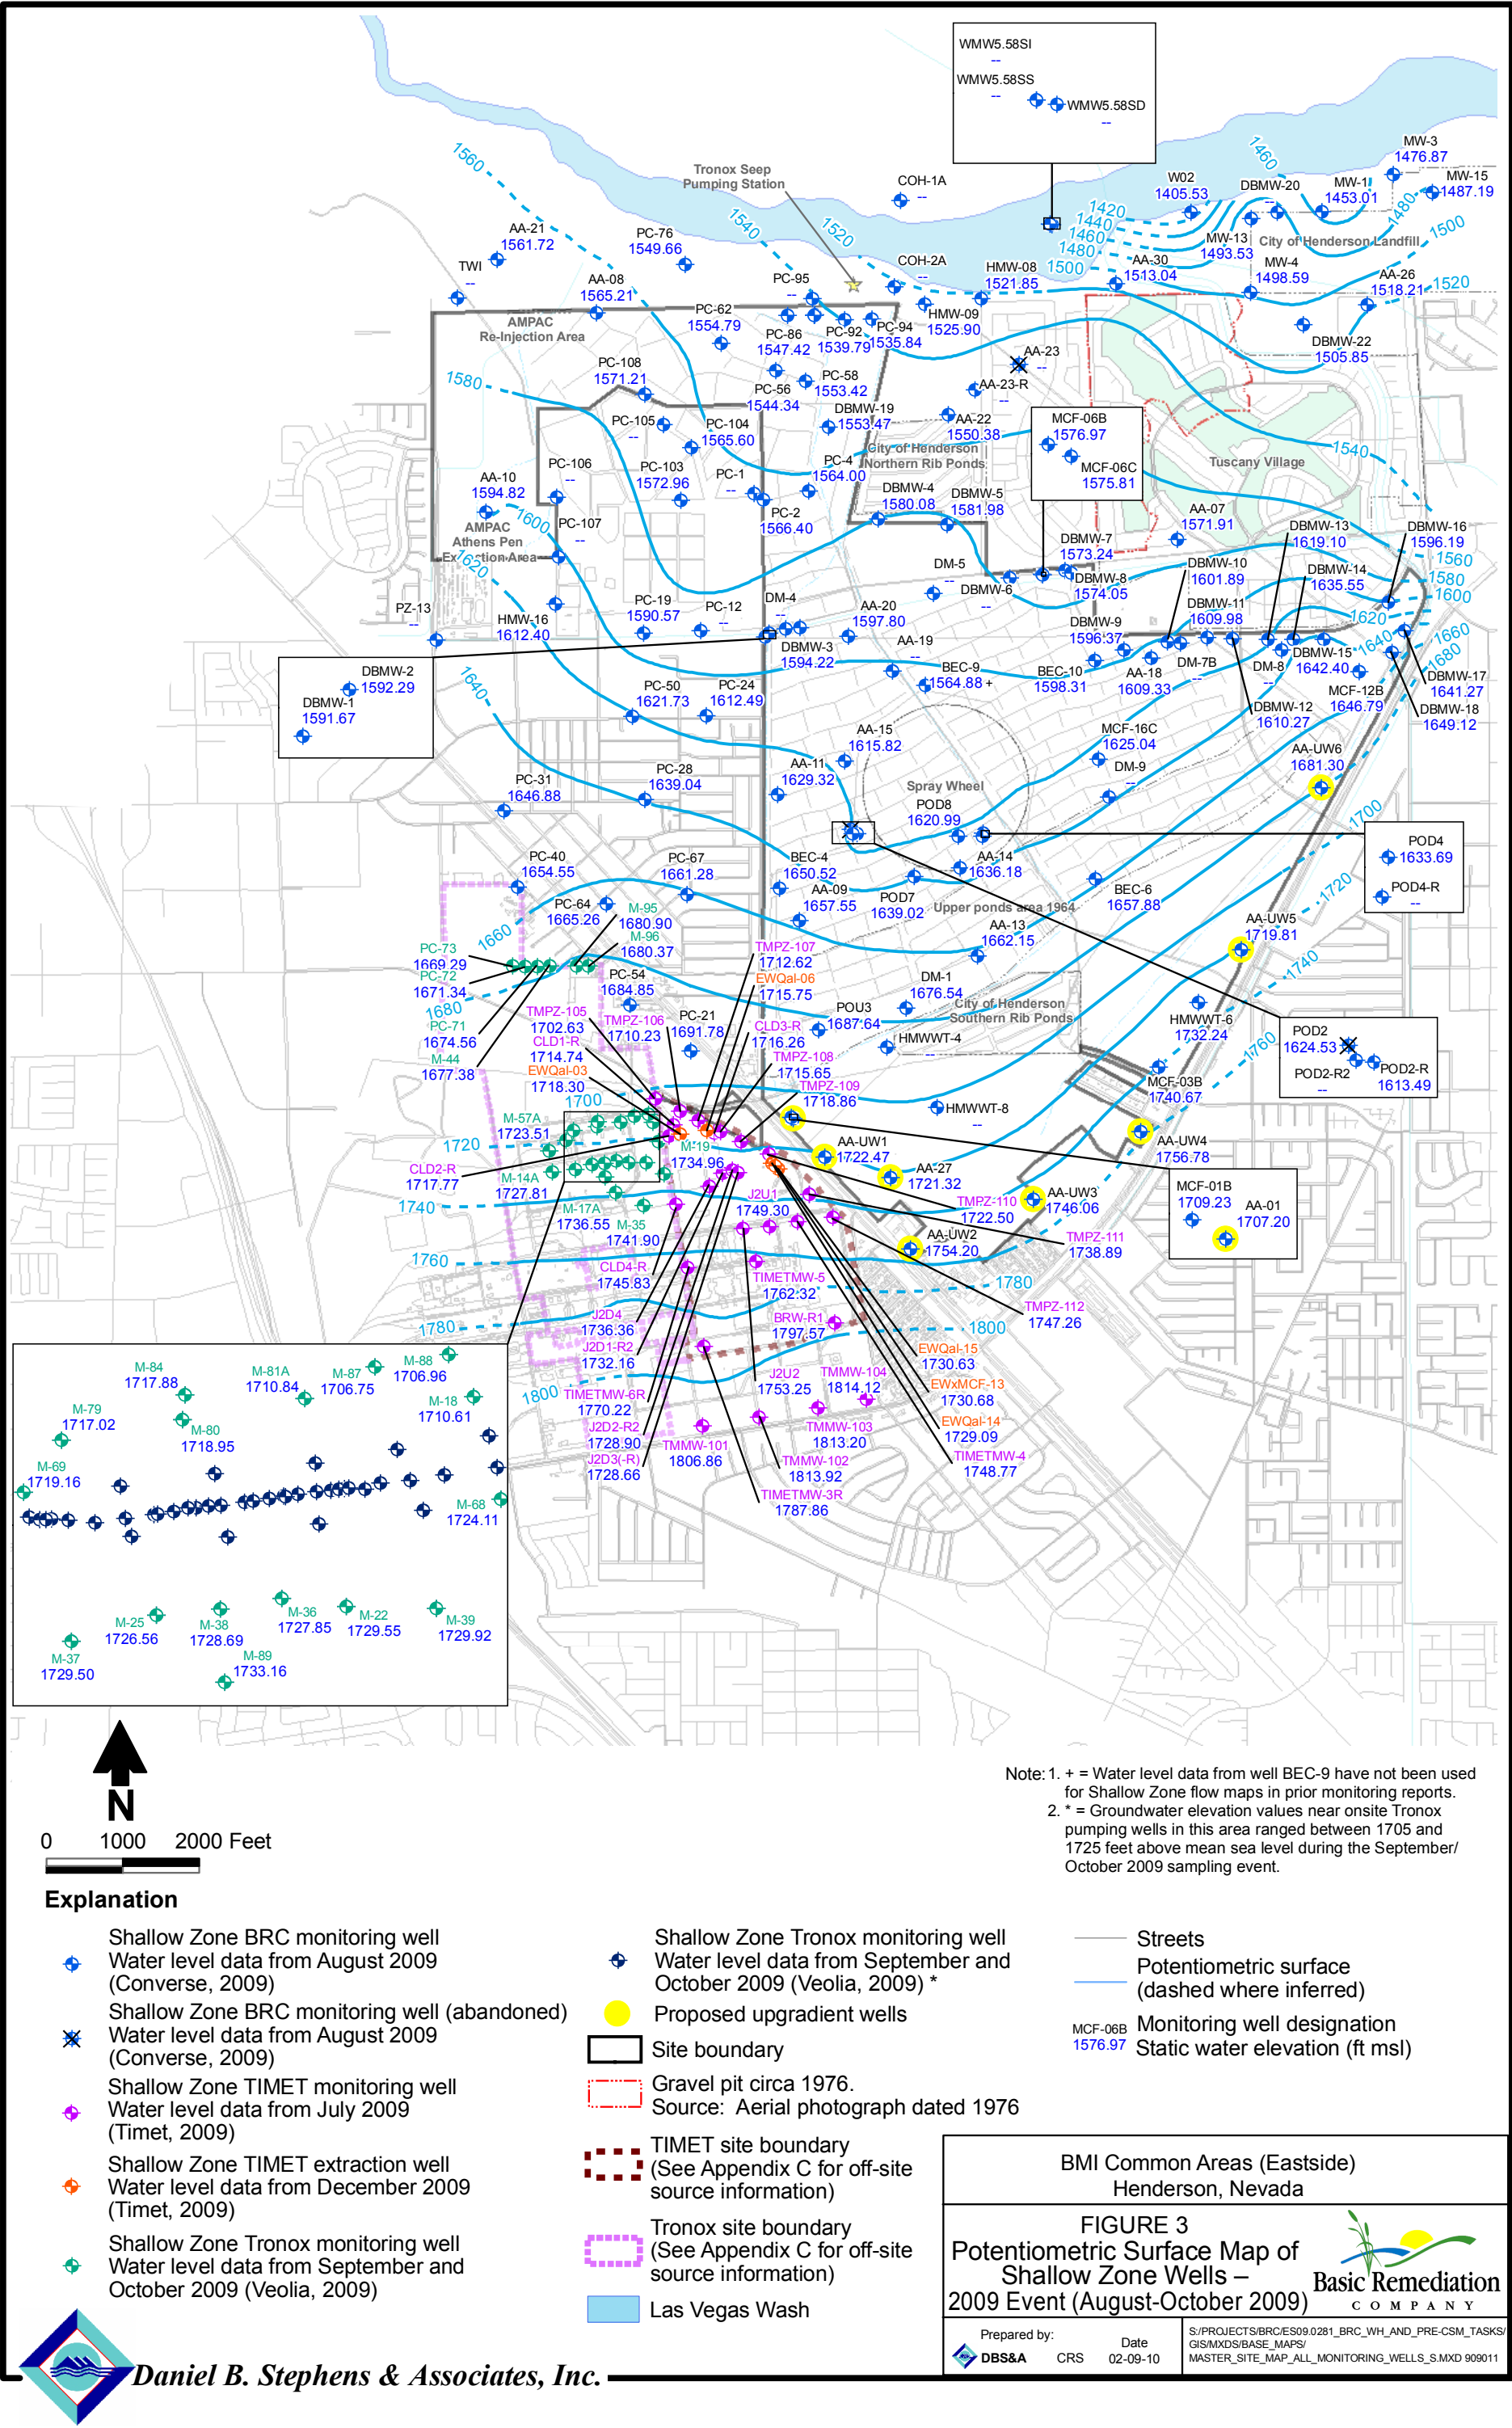 WMW5.58SI
--
WMW5.58SS
--
WMW5.58SD
--
MW-3
1476.87
MW-15
1487.19
MW-1
1453.01
DBMW-20
--
W02
1405.53
1460
1480
1500
1420
1440
1460
1480
1500
MW-13
1493.53
City of Henderson Landfill
MW-4
1498.59
AA-30
1513.04
AA-26
1518.21
1520
DBMW-22
1505.85
COH-1A
--
Tronox Seep
Pumping Station
1560
1540
1520
AA-21
1561.72
PC-76
1549.66
TWI
--
AA-08
1565.21
PC-95
--
COH-2A
--
HMW-08
1521.85
HMW-09
1525.90
AMPAC
Re-Injection Area
PC-62
1554.79
PC-86
1547.42
PC-92
1539.79
PC-94
1535.84
AA-23
--
AA-23-R
--
1580
PC-108
1571.21
PC-56
1544.34
PC-58
1553.42
DBMW-19
1553.47
AA-22
1550.38
PC-105
--
PC-104
1565.60
City of Henderson
Northern Rib Ponds
MCF-06B
1576.97
MCF-06C
1575.81
Tuscany Village
1540
PC-106
--
PC-103
1572.96
PC-1
--
PC-4
1564.00
PC-2
1566.40
DBMW-4
1580.08
DBMW-5
1581.98
AA-10
1594.82
AMPAC
Athens Pen
Extraction Area
1600
1620
PC-107
--
AA-07
1571.91
DBMW-13
1619.10
DBMW-16
1596.19
DBMW-7
1573.24
DBMW-8
1574.05
DBMW-10
1601.89
DBMW-14
1635.55
1560
1580
1600
1620
1640
1660
1680
DM-5
--
DBMW-6
--
DBMW-11
1609.98
PZ-13
--
HMW-16
1612.40
PC-19
1590.57
PC-12
--
DM-4
--
AA-20
1597.80
DBMW-3
1594.22
AA-19
--
BEC-9
1564.88 +
DBMW-9
1596.37
BEC-10
1598.31
AA-18
1609.33
DM-7B
--
DM-8
--
DBMW-15
1642.40
MCF-12B
1646.79
DBMW-17
1641.27
DBMW-18
1649.12
DBMW-12
1610.27
DBMW-2
1592.29
DBMW-1
1591.67
1640
PC-50
1621.73
PC-24
1612.49
AA-15
1615.82
MCF-16C
1625.04
DM-9
--
AA-UW6
1681.30
PC-31
1646.88
PC-28
1639.04
AA-11
1629.32
Spray Wheel
POD8
1620.99
1700
POD4
1633.69
POD4-R
--
PC-40
1654.55
PC-67
1661.28
BEC-4
1650.52
AA-09
1657.55
POD7
1639.02
AA-14
1636.18
BEC-6
1657.88
Upper ponds area 1964
1720
PC-64
1665.26
M-95
1680.90
M-96
1680.37
1660
AA-13
1662.15
AA-UW5
1719.81
1740
PC-73
1669.29
PC-72
1671.34
1680
PC-71
1674.56
M-44
1677.38
PC-54
1684.85
TMPZ-107
1712.62
EWQal-06
1715.75
DM-1
1676.54
City of Henderson
Southern Rib Ponds
TMPZ-105
1702.63
TMPZ-106
1710.23
PC-21
1691.78
CLD1-R
1714.74
CLD3-R
1716.26
POU3
1687.64
HMWWT-4
--
HMWWT-6
1732.24
1760
POD2
1624.53
POD2-R2
--
POD2-R
1613.49
EWQal-03
1718.30
TMPZ-108
1715.65
TMPZ-109
1718.86
MCF-03B
1740.67
1700
HMWWT-8
--
M-57A
1723.51
1720
M-19
1734.96
AA-UW1
1722.47
AA-UW4
1756.78
CLD2-R
1717.77
M-14A
1727.81
AA-27
1721.32
MCF-01B
1709.23
AA-01
1707.20
1740
M-17A
1736.55
M-35
1741.90
J2U1
1749.30
TMPZ-110
1722.50
AA-UW3
1746.06
TMPZ-111
1738.89
AA-UW2
1754.20
1760
CLD4-R
1745.83
TIMETMW-5
1762.32
1780
TMPZ-112
1747.26
1780
J2D4
1736.36
BRW-R1
1797.57
1800
J2D1-R2
1732.16
EWQal-15
1730.63
1800
TIMETMW-6R
1770.22
J2U2
1753.25
TMMW-104
1814.12
EWxMCF-13
1730.68
J2D2-R2
1728.90
J2D3(-R)
1728.66
TMMW-101
1806.86
TMMW-103
1813.20
EWQal-14
1729.09
TMMW-102
1813.92
TIMETMW-4
1748.77
TIMETMW-3R
1787.86
M-84
1717.88
M-81A
1710.84
M-87
1706.75
M-88
1706.96
M-79
1717.02
M-80
1718.95
M-18
1710.61
M-69
1719.16
M-68
1724.11
M-25
1726.56
M-38
1728.69
M-36
1727.85
M-22
1729.55
M-39
1729.92
M-37
1729.50
M-89
1733.16
N
0 1000 2000 Feet
Note: 1. + = Water level data from well BEC-9 have not been used
for Shallow Zone flow maps in prior monitoring reports.
2. * = Groundwater elevation values near onsite Tronox
pumping wells in this area ranged between 1705 and
1725 feet above mean sea level during the September/
October 2009 sampling event.
Explanation
Shallow Zone BRC monitoring well
Water level data from August 2009
(Converse, 2009)
Shallow Zone BRC monitoring well (abandoned)
Water level data from August 2009
(Converse, 2009)
Shallow Zone TIMET monitoring well
Water level data from July 2009
(Timet, 2009)
Shallow Zone TIMET extraction well
Water level data from December 2009
(Timet, 2009)
Shallow Zone Tronox monitoring well
Water level data from September and
October 2009 (Veolia, 2009)
Shallow Zone Tronox monitoring well
Water level data from September and
October 2009 (Veolia, 2009) *
Proposed upgradient wells
Site boundary
Gravel pit circa 1976.
Source: Aerial photograph dated 1976
TIMET site boundary
(See Appendix C for off-site
source information)
Tronox site boundary
(See Appendix C for off-site
source information)
Las Vegas Wash
Streets
Potentiometric surface
(dashed where inferred)
MCF-06B
1576.97
Monitoring well designation
Static water elevation (ft msl)
BMI Common Areas (Eastside)
Henderson, Nevada
FIGURE 3
Potentiometric Surface Map of
Shallow Zone Wells –
2009 Event (August-October 2009)
Basic Remediation
COMPANY
Prepared by:
DBS&A CRS
Date
02-09-10
S:/PROJECTS/BRC/ES09.0281_BRC_WH_AND_PRE-CSM_TASKS/
GIS/MXDS/BASE_MAPS/
MASTER_SITE_MAP_ALL_MONITORING_WELLS_S.MXD 909011
Daniel B. Stephens & Associates, Inc.